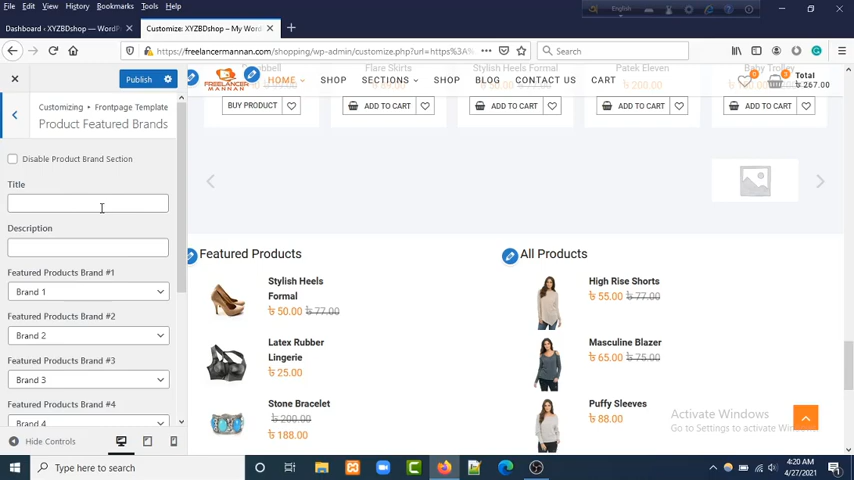 File Edit View History Bookmarks Tools Help
English
Dashboard ‹ XYZBDshop — WordP
Customize: XYZBDshop – My Word
https://freelancermannan.com/shopping/wp-admin/customize.php?url=https%3A%
Search
Publish
FREELANCER
MANNAN
HOME
SHOP
SECTIONS
SHOP
BLOG
CONTACT US
CART
0
3
Total
৳ 267.00
Customizing • Frontpage Template
Product Featured Brands
Flare Skirts
Stylish Heels Formal
Patek Eleven
Baby Trolley
৳ 200.00
BUY PRODUCT
ADD TO CART
ADD TO CART
ADD TO CART
ADD TO CART
Disable Product Brand Section
Title
Description
Featured Products Brand #1
Brand 1
Featured Products Brand #2
Brand 2
Featured Products Brand #3
Brand 3
Featured Products Brand #4
Brand 4
Hide Controls
Featured Products
Stylish Heels
Formal
৳ 50.00 ৳ 77.00
Latex Rubber
Lingerie
৳ 25.00
Stone Bracelet
৳ 200.00
৳ 188.00
All Products
High Rise Shorts
৳ 55.00 ৳ 77.00
Masculine Blazer
৳ 65.00 ৳ 75.00
Puffy Sleeves
৳ 88.00
Activate Windows
Go to Settings to activate Windows.
Type here to search
4:20 AM
4/27/2021